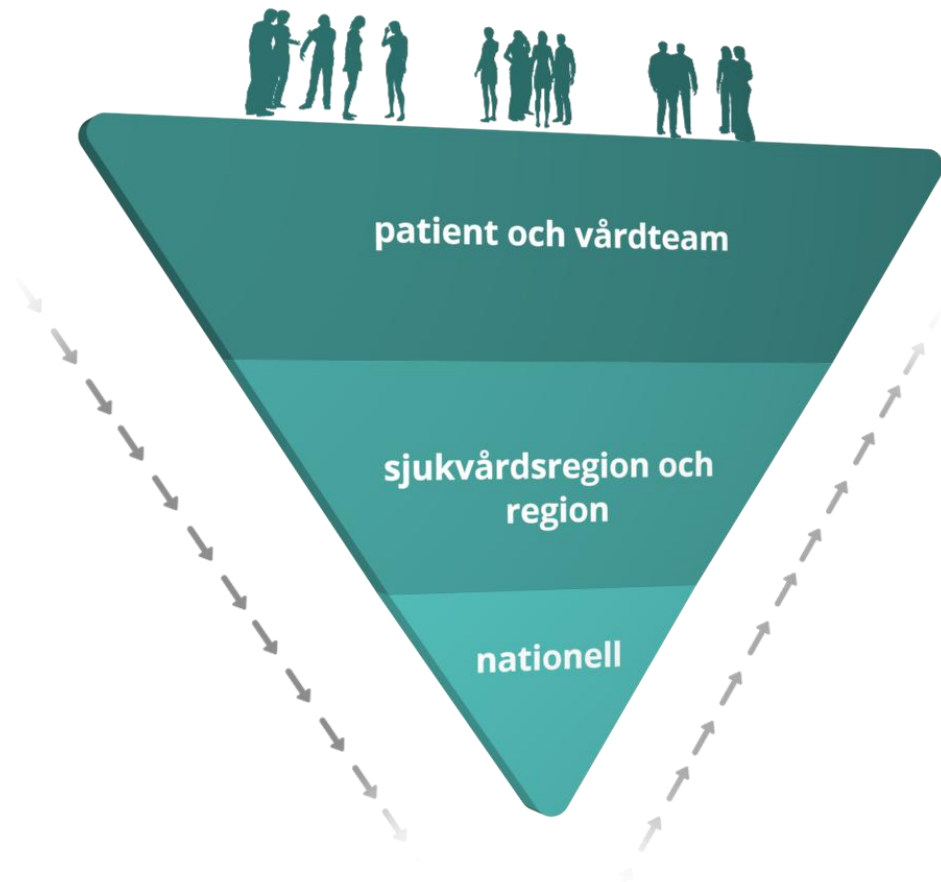 patient och vårdteam
sjukvårdsregion och
region
nationell